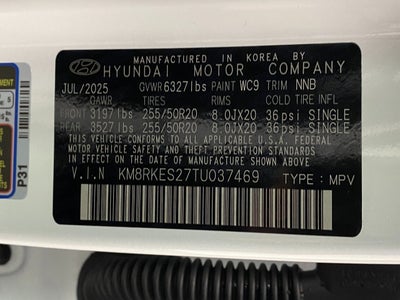 MANUFACTURED IN KOREA BY
HYUNDAI MOTOR COMPANY
JUL/2025 GVWR 6327lbs PAINT WC9 TRIM NNB
GAWR TIRES RIMS COLD TIRE INFL
FRONT 3197lbs 255/50R20 8.0JX20 36psi SINGLE
REAR 3527lbs 255/50R20 8.0JX20 36psi SINGLE
THIS VEHICLE CONFORMS TO ALL APPLICABLE U.S.A. FEDERAL
MOTOR VEHICLE SAFETY AND THEFT PREVENTION STANDARDS
IN EFFECT ON THE DATE OF MANUFACTURE SHOWN ABOVE.
V.I.N KM8RKES27TU037469 TYPE : MPV
P31